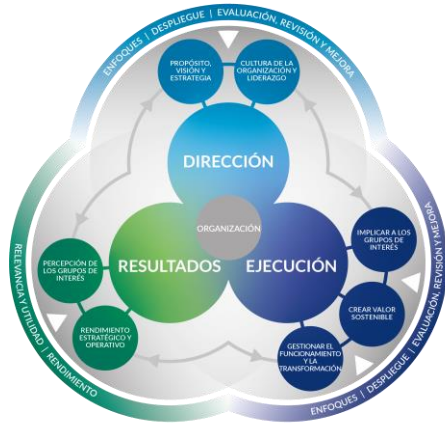 ENFOQUES | DESPLIEGUE | EVALUACIÓN, REVISIÓN Y MEJORA
PROPÓSITO,
VISIÓN Y
ESTRATEGIA
CULTURA DE LA
ORGANIZACIÓN Y
LIDERAZGO
DIRECCIÓN
ORGANIZACIÓN
RESULTADOS
EJECUCIÓN
PERCEPCIÓN
DE LOS GRUPOS DE
INTERÉS
RENDIMIENTO
ESTRATÉGICO Y
OPERATIVO
IMPLICAR A LOS
GRUPOS DE
INTERÉS
CREAR VALOR
SOSTENIBLE
GESTIONAR EL
FUNCIONAMIENTO
Y LA
TRANSFORMACIÓN
RELEVANCIA Y UTILIDAD | RENDIMIENTO
ENFOQUES | DESPLIEGUE | EVALUACIÓN, REVISIÓN Y MEJORA